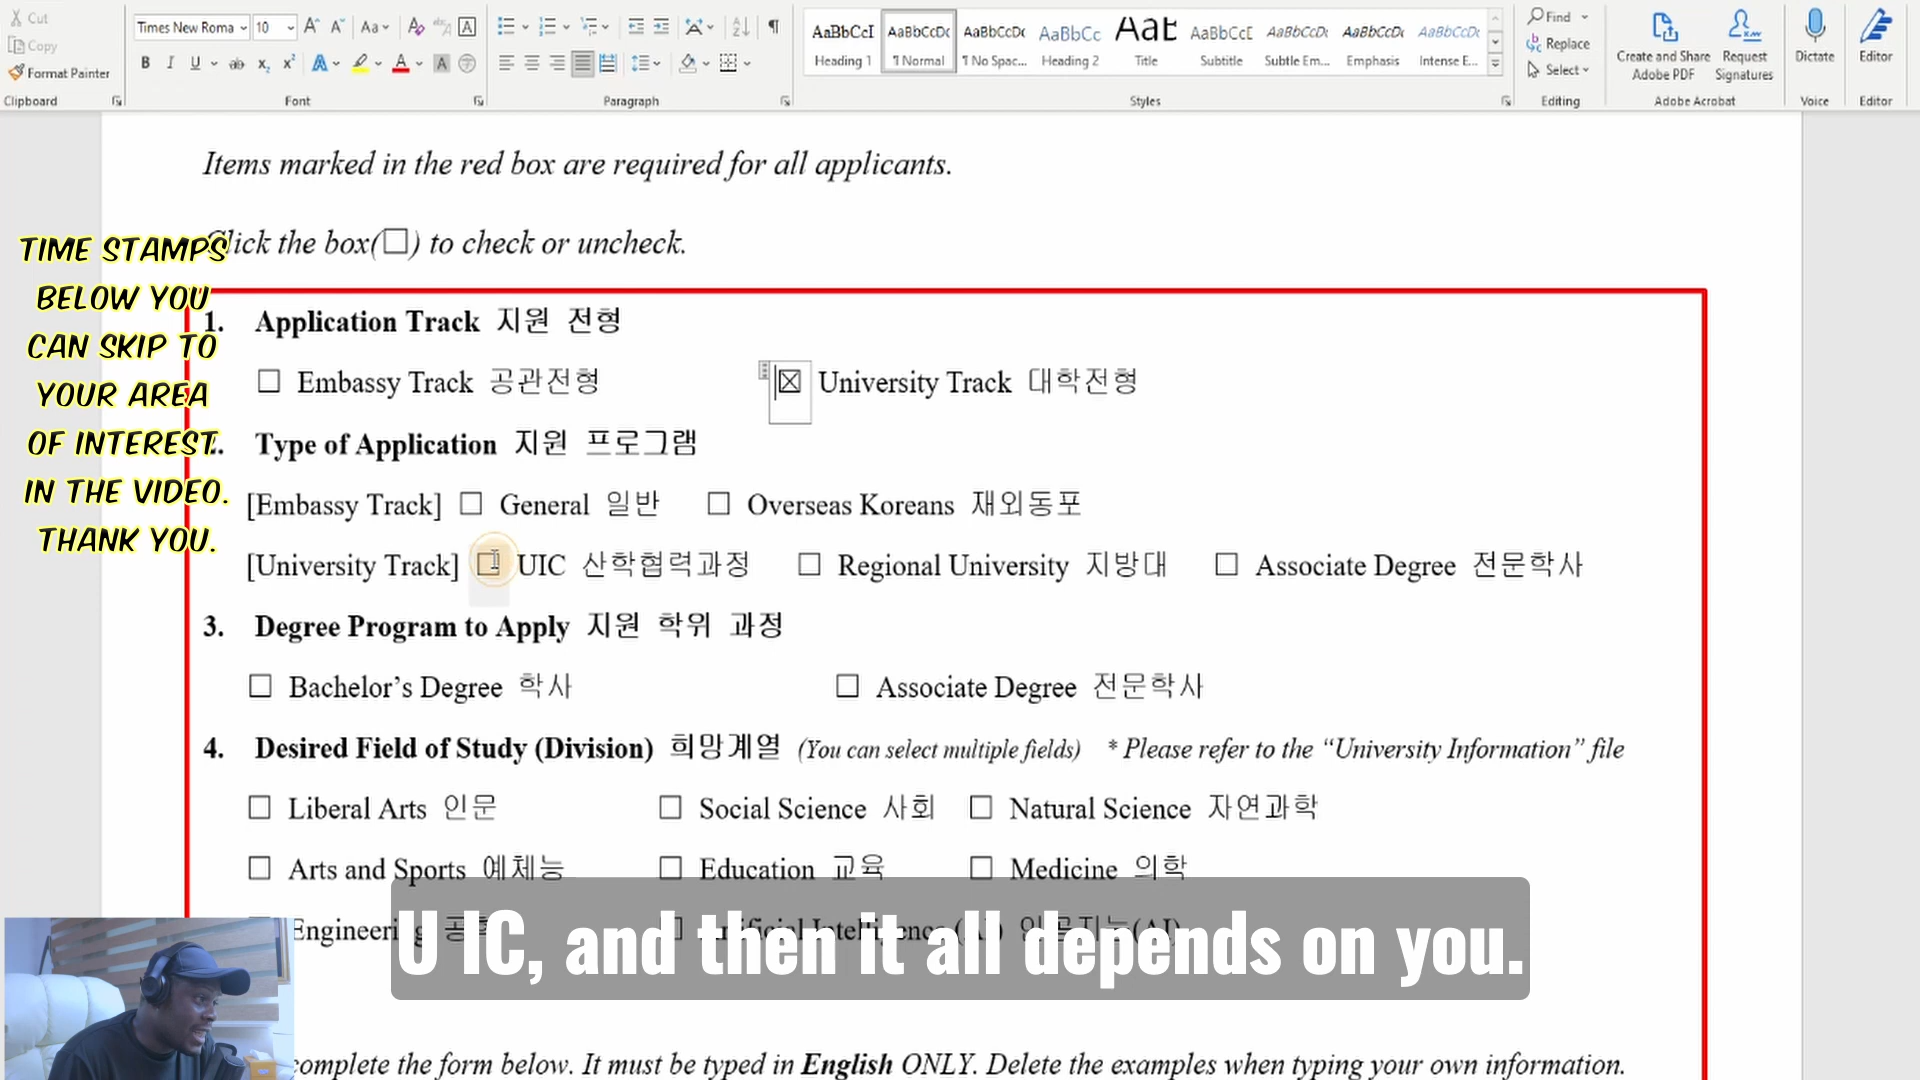 Cut
Copy
Format Painter
Clipboard
Times New Roma
10
Font
Paragraph
AaBbCcI
Heading 1
AaBbCcDc
¶ Normal
AaBbCcDc
¶ No Spac...
AaBbCc
Heading 2
AaB
Title
AaBbCcD
Subtitle
AaBbCcDc
Subtle Em...
AaBbCcDc
Emphasis
AaBbCcDc
Intense E...
Styles
Find
Replace
Select
Editing
Create and Share
Adobe PDF
Request
Signatures
Adobe Acrobat
Dictate
Voice
Editor
Editor
Items marked in the red box are required for all applicants.
Click the box(☐) to check or uncheck.
TIME STAMPS
BELOW YOU
CAN SKIP TO
YOUR AREA
OF INTEREST
IN THE VIDEO.
THANK YOU.
1. Application Track 지원 전형
☐ Embassy Track 공관전형 ☒ University Track 대학전형
Type of Application 지원 프로그램
[Embassy Track] ☐ General 일반 ☐ Overseas Koreans 재외동포
[University Track] ☐ UIC 산학협력과정 ☐ Regional University 지방대 ☐ Associate Degree 전문학사
3. Degree Program to Apply 지원 학위 과정
☐ Bachelor’s Degree 학사 ☐ Associate Degree 전문학사
4. Desired Field of Study (Division) 희망계열 (You can select multiple fields) * Please refer to the “University Information” file
☐ Liberal Arts 인문 ☐ Social Science 사회 ☐ Natural Science 자연과학
☐ Arts and Sports 예체능 ☐ Education 교육 ☐ Medicine 의학
Engineering Artificial Intelligence (AI) 인공지능(AI)
U IC, and then it all depends on you.
complete the form below. It must be typed in English ONLY. Delete the examples when typing your own information.